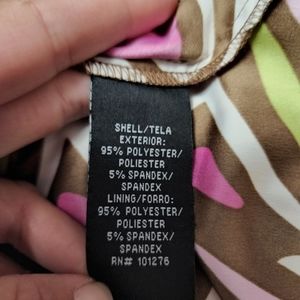 SHELL/TELA
EXTERIOR:
95% POLYESTER/
POLIESTER
5% SPANDEX/
SPANDEX
LINING/FORRO:
95% POLYESTER/
POLIESTER
5% SPANDEX/
SPANDEX
RN# 101276